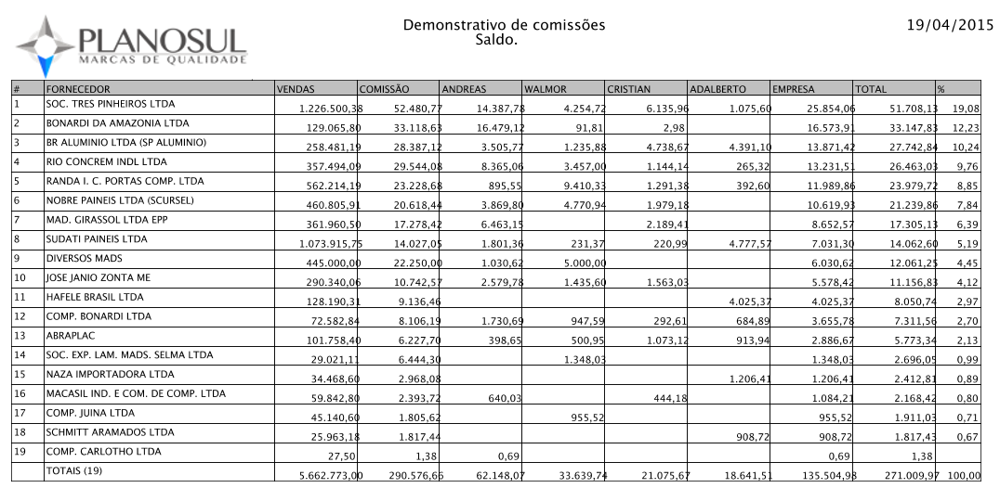 PLANOSUL
MARCAS DE QUALIDADE
Demonstrativo de comissões
Saldo.
19/04/2015
# FORNECEDOR VENDAS COMISSÃO ANDREAS WALMOR CRISTIAN ADALBERTO EMPRESA TOTAL %
1 SOC. TRES PINHEIROS LTDA 1.226.500,38 52.480,77 14.387,78 4.254,72 6.135,96 1.075,60 25.854,06 51.708,13 19,08
2 BONARDI DA AMAZONIA LTDA 129.065,80 33.118,63 16.479,12 91,81 2,98 16.573,91 33.147,83 12,23
3 BR ALUMINIO LTDA (SP ALUMINIO) 258.481,19 28.387,12 3.505,77 1.235,88 4.738,67 4.391,10 13.871,42 27.742,84 10,24
4 RIO CONCREM INDL LTDA 357.494,09 29.544,08 8.365,06 3.457,00 1.144,14 265,32 13.231,51 26.463,03 9,76
5 RANDA I. C. PORTAS COMP. LTDA 562.214,19 23.228,68 895,55 9.410,33 1.291,38 392,60 11.989,86 23.979,72 8,85
6 NOBRE PAINEIS LTDA (SCURSEL) 460.805,91 20.618,44 3.869,80 4.770,94 1.979,18 10.619,93 21.239,86 7,84
7 MAD. GIRASSOL LTDA EPP 361.960,50 17.278,42 6.463,15 2.189,41 8.652,57 17.305,13 6,39
8 SUDATI PAINEIS LTDA 1.073.915,75 14.027,05 1.801,36 231,37 220,99 4.777,57 7.031,30 14.062,60 5,19
9 DIVERSOS MADS 445.000,00 22.250,00 1.030,62 5.000,00 6.030,62 12.061,25 4,45
10 JOSE JANIO ZONTA ME 290.340,06 10.742,57 2.579,78 1.435,60 1.563,03 5.578,42 11.156,83 4,12
11 HAFELE BRASIL LTDA 128.190,31 9.136,46 4.025,37 4.025,37 8.050,74 2,97
12 COMP. BONARDI LTDA 72.582,84 8.106,19 1.730,69 947,59 292,61 684,89 3.655,78 7.311,56 2,70
13 ABRAPLAC 101.758,40 6.227,70 398,65 500,95 1.073,12 913,94 2.886,67 5.773,34 2,13
14 SOC. EXP. LAM. MADS. SELMA LTDA 29.021,11 6.444,30 1.348,03 1.348,03 2.696,05 0,99
15 NAZA IMPORTADORA LTDA 34.468,60 2.968,08 1.206,41 1.206,41 2.412,81 0,89
16 MACASIL IND. E COM. DE COMP. LTDA 59.842,80 2.393,72 640,03 444,18 1.084,21 2.168,42 0,80
17 COMP. JUINA LTDA 45.140,60 1.805,62 955,52 955,52 1.911,03 0,71
18 SCHMITT ARAMADOS LTDA 25.963,18 1.817,44 908,72 908,72 1.817,43 0,67
19 COMP. CARLOTHO LTDA 27,50 1,38 0,69 0,69 1,38
TOTAIS (19) 5.662.773,00 290.576,66 62.148,07 33.639,74 21.075,67 18.641,51 135.504,98 271.009,97 100,00